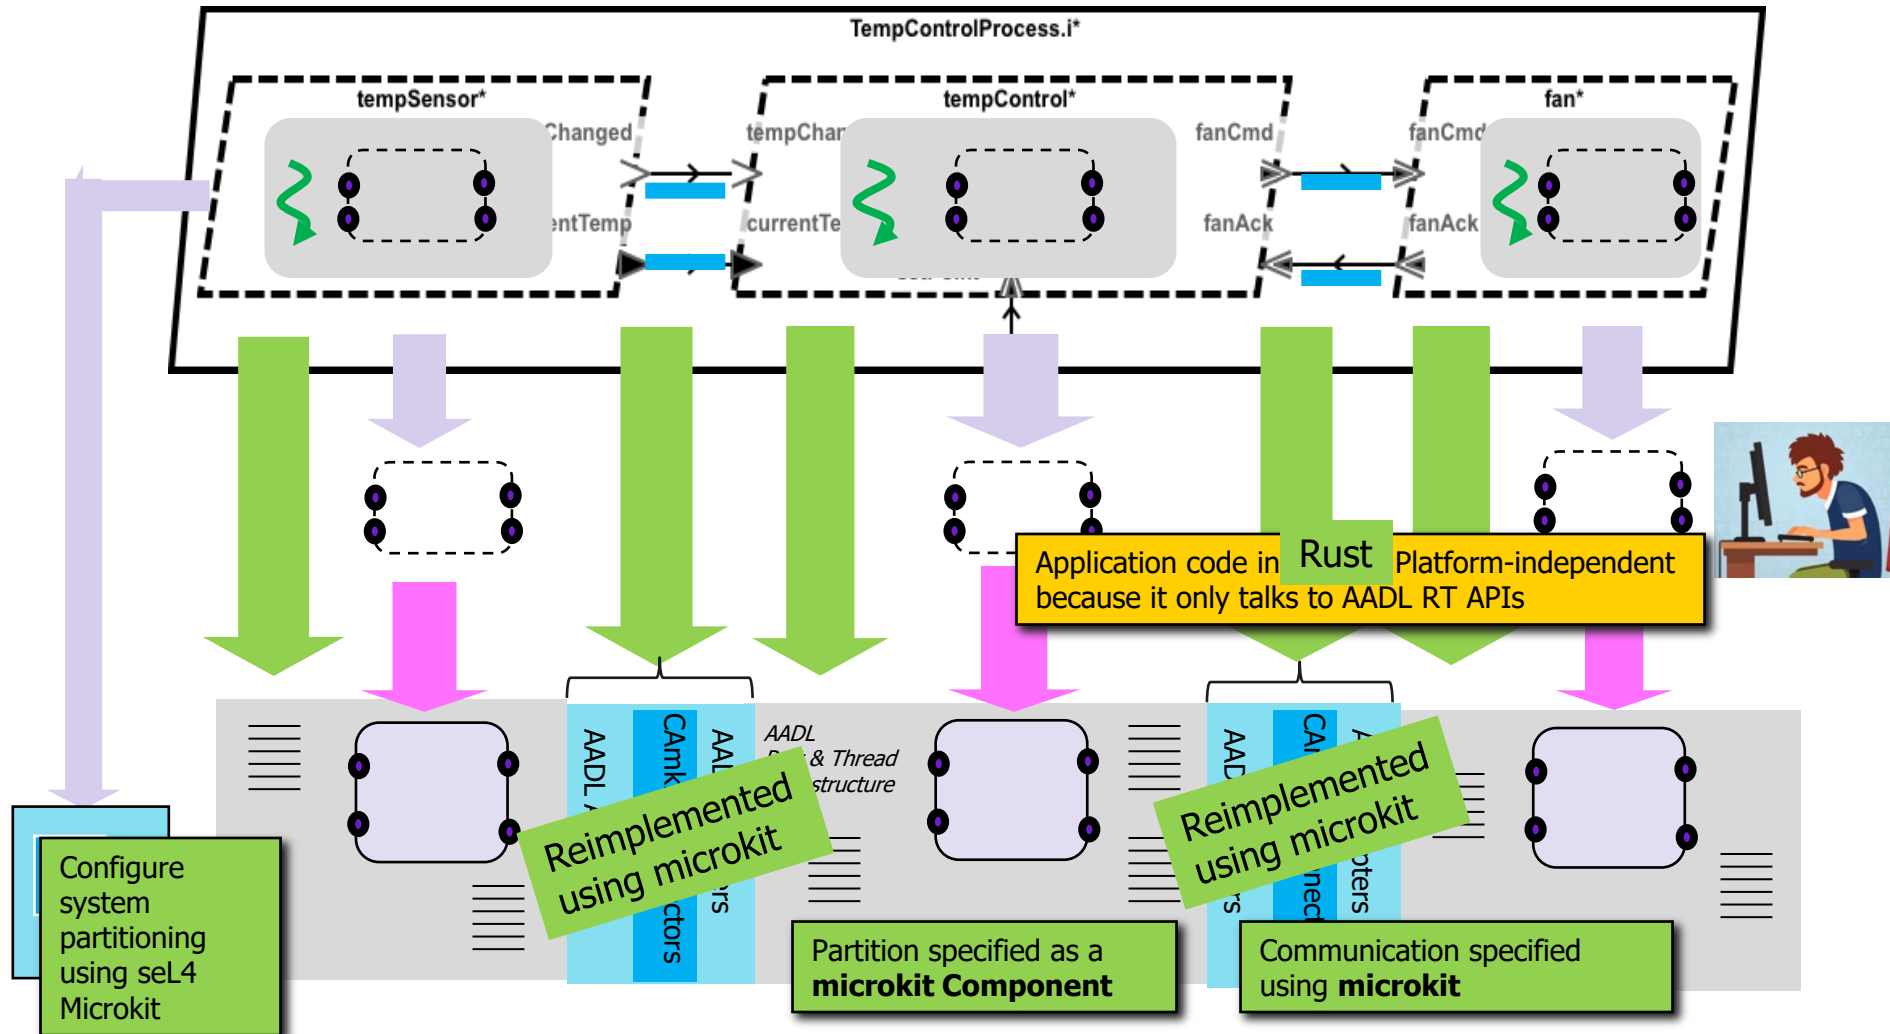 TempControlProcess.i*
tempSensor*
tempControl*
fan*
Changed
fanCmd
fanCmd
entTemp
currentTe
fanAck
fanAck
Application code in Rust Platform-independent
because it only talks to AADL RT APIs
AADL
& Thread
structure
AADL
Reimplemented
using microkit
Reimplemented
using microkit
Configure
system
partitioning
using seL4
Microkit
Partition specified as a
microkit Component
Communication specified
using microkit